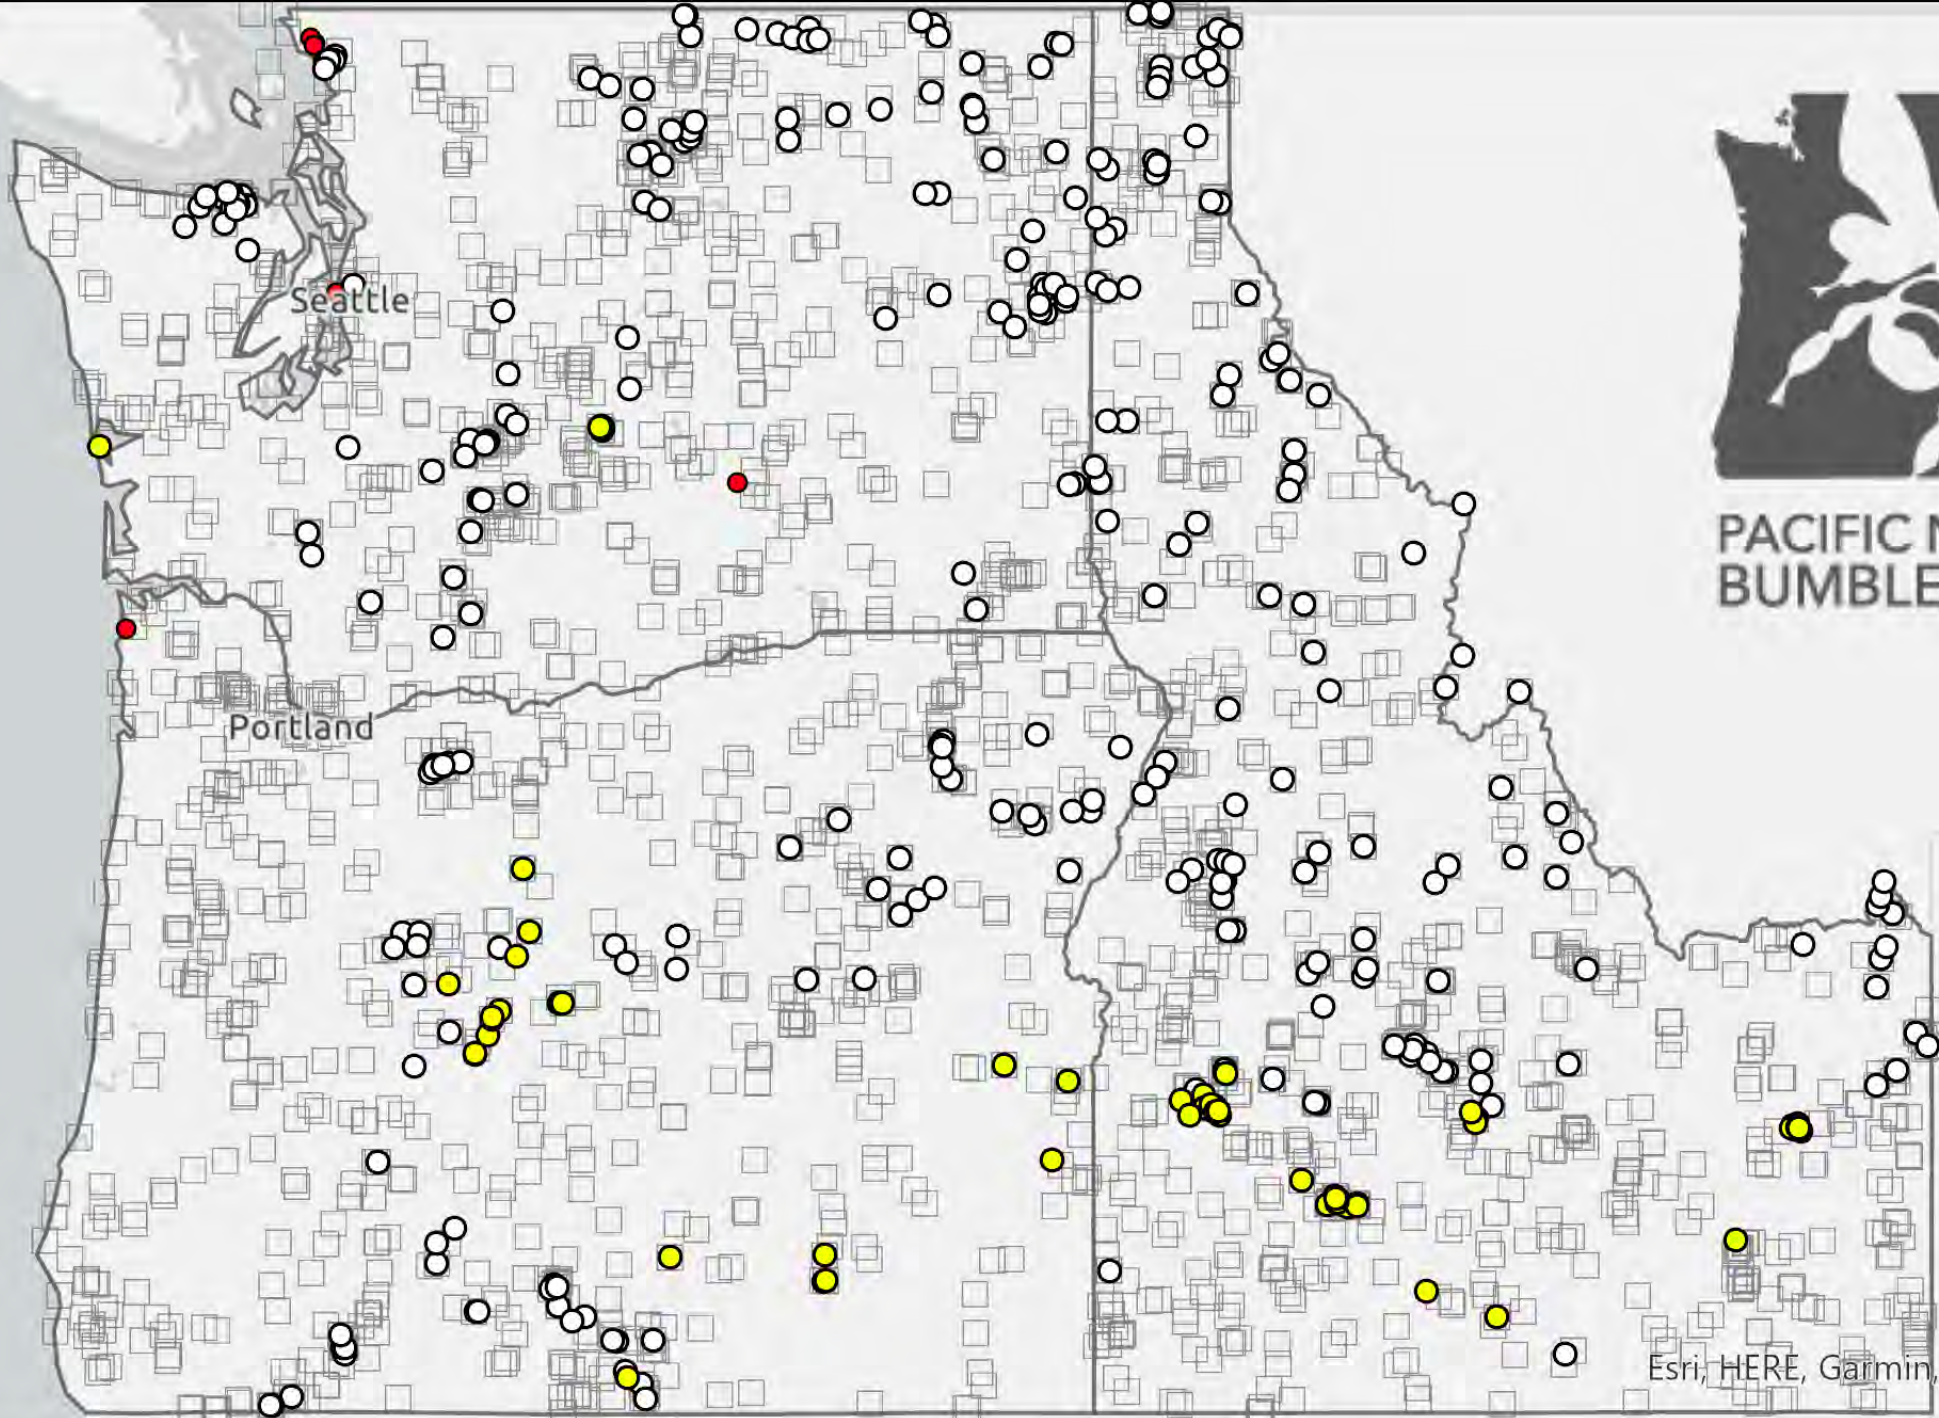 Seattle
Portland
PACIFIC N
BUMBLE
Esri, HERE, Garmin,